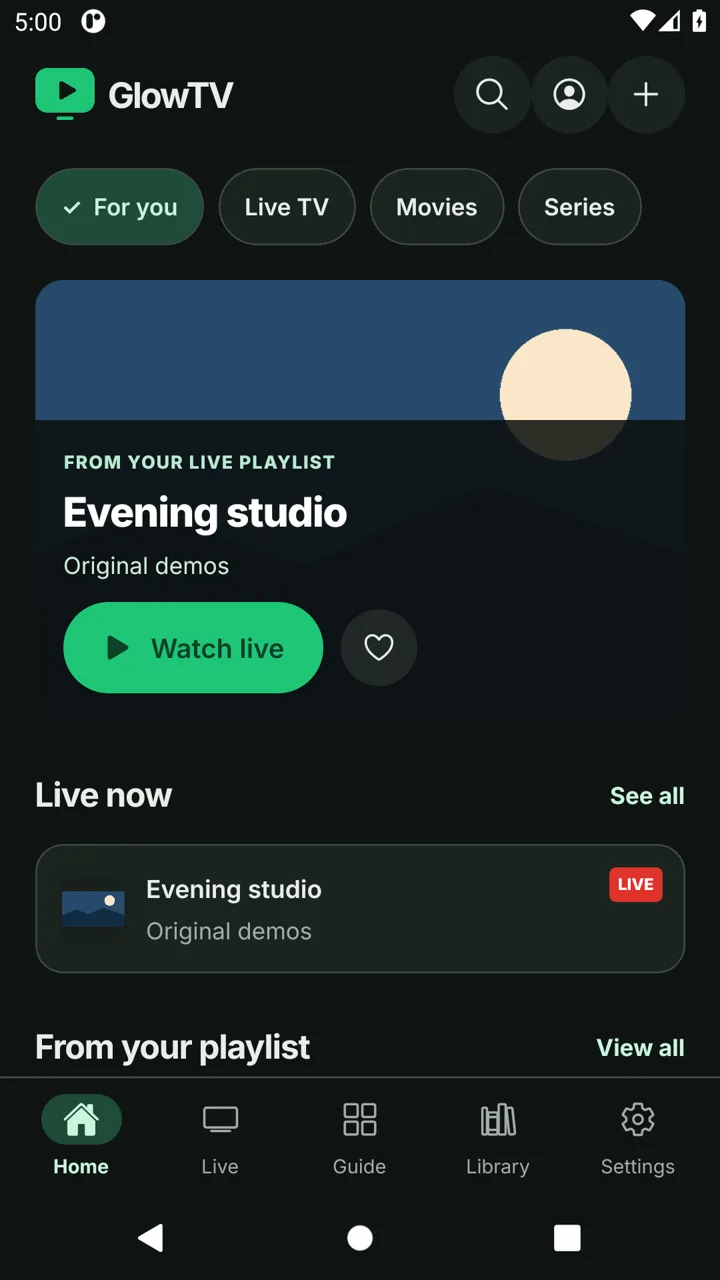 5:00
GlowTV
For you
Live TV
Movies
Series
FROM YOUR LIVE PLAYLIST
Evening studio
Original demos
Watch live
Live now
See all
Evening studio
LIVE
Original demos
From your playlist
View all
Home
Live
Guide
Library
Settings